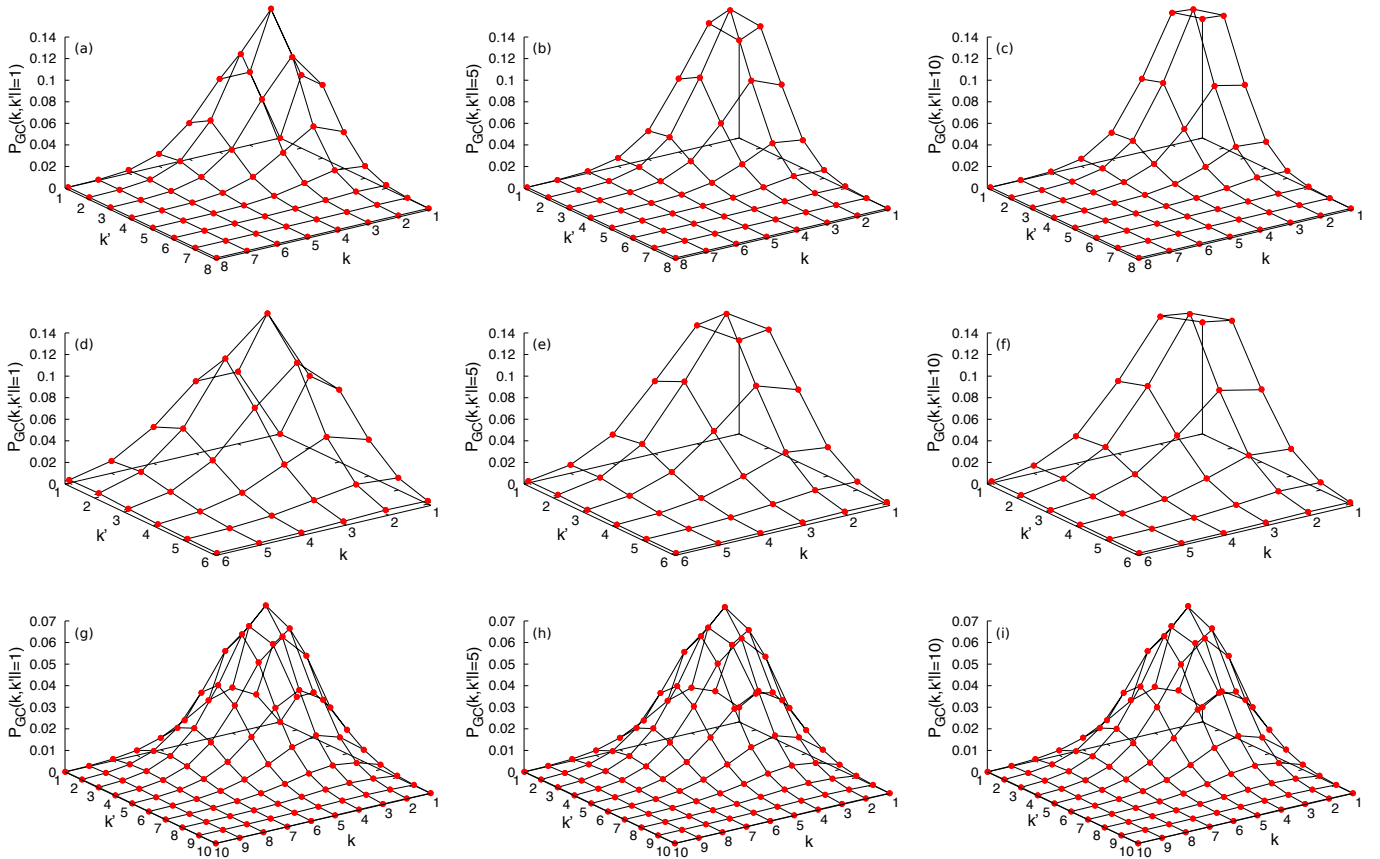 0.14 (a) 0.14 (b) 0.14 (c)
0.12 0.12 0.12
0.1 0.1 0.1
0.08 0.08 0.08
0.06 0.06 0.06
0.04 0.04 0.04
0.02 0.02 0.02
0 0 0
P_GC(k,k'|l=1) P_GC(k,k'|l=5) P_GC(k,k'|l=10)
1 2 3 4 5 6 7 8 k' 8 7 6 5 4 3 2 1 k
1 2 3 4 5 6 7 8 k' 8 7 6 5 4 3 2 1 k
1 2 3 4 5 6 7 8 k' 8 7 6 5 4 3 2 1 k
0.14 (d) 0.14 (e) 0.14 (f)
0.12 0.12 0.12
0.1 0.1 0.1
0.08 0.08 0.08
0.06 0.06 0.06
0.04 0.04 0.04
0.02 0.02 0.02
0 0 0
P_GC(k,k'|l=1) P_GC(k,k'|l=5) P_GC(k,k'|l=10)
1 2 3 4 5 6 k' 6 5 4 3 2 1 k
1 2 3 4 5 6 k' 6 5 4 3 2 1 k
1 2 3 4 5 6 k' 6 5 4 3 2 1 k
0.07 (g) 0.07 (h) 0.07 (i)
0.06 0.06 0.06
0.05 0.05 0.05
0.04 0.04 0.04
0.03 0.03 0.03
0.02 0.02 0.02
0.01 0.01 0.01
0 0 0
P_GC(k,k'|l=1) P_GC(k,k'|l=5) P_GC(k,k'|l=10)
1 2 3 4 5 6 7 8 9 10 k' 10 9 8 7 6 5 4 3 2 1 k
1 2 3 4 5 6 7 8 9 10 k' 10 9 8 7 6 5 4 3 2 1 k
1 2 3 4 5 6 7 8 9 10 k' 10 9 8 7 6 5 4 3 2 1 k